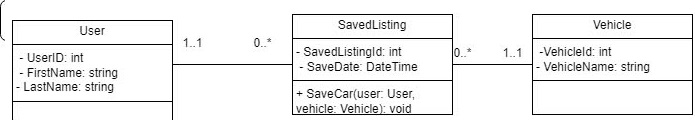 User
- UserID: int
- FirstName: string
- LastName: string
1..1
0..*
SavedListing
- SavedListingId: int
- SaveDate: DateTime
+ SaveCar(user: User,
vehicle: Vehicle): void
0..*
1..1
Vehicle
-VehicleId: int
- VehicleName: string